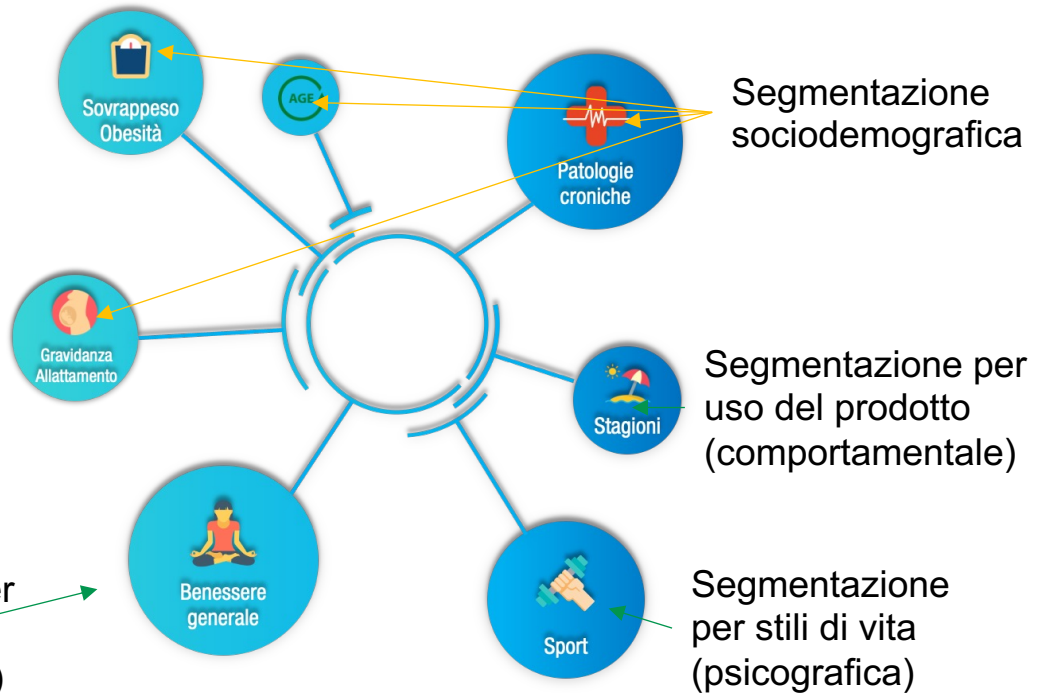 Sovrappeso
Obesità
AGE
Patologie
croniche
Segmentazione
sociodemografica
Gravidanza
Allattamento
Stagioni
Segmentazione per
uso del prodotto
(comportamentale)
er
)
Benessere
generale
Sport
Segmentazione
per stili di vita
(psicografica)